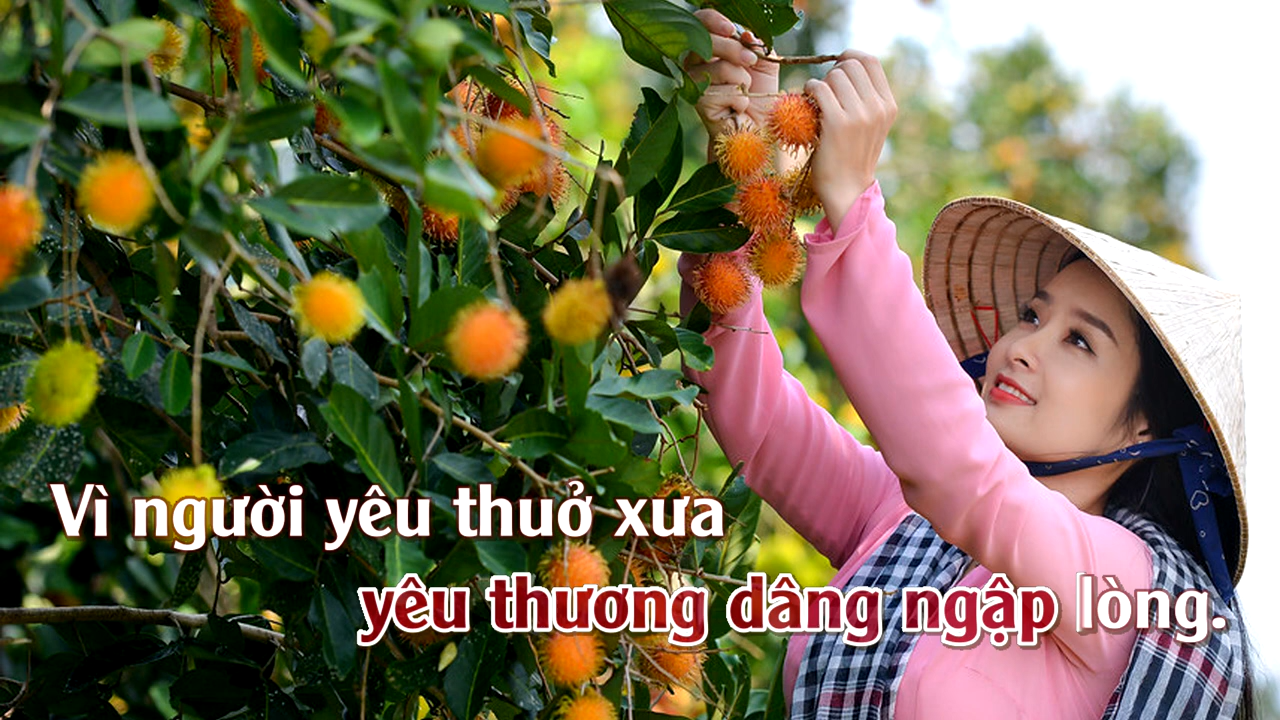 Vì người yêu thuở xưa
yêu thương dâng ngập lòng.